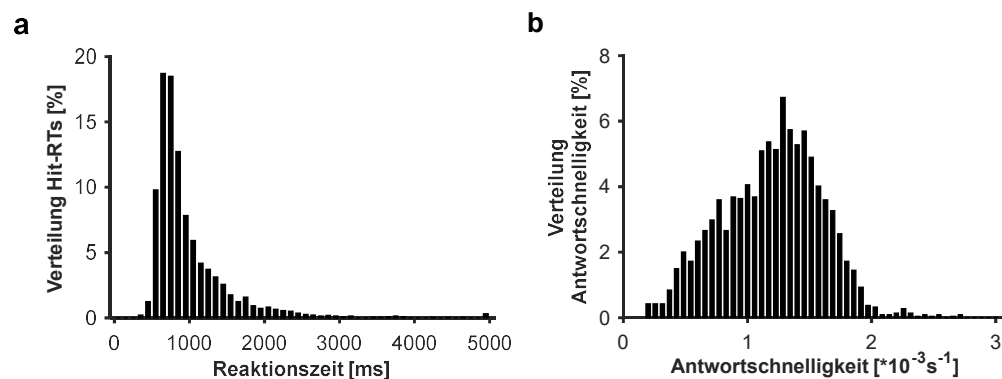 a
20
15
10
5
0
Verteilung Hit-RTs [%]
0 1000 2000 3000 4000 5000
Reaktionszeit [ms]
b
8
6
4
2
0
Verteilung
Antwortschnelligkeit [%]
0 1 2 3
Antwortschnelligkeit [*10⁻³s⁻¹]